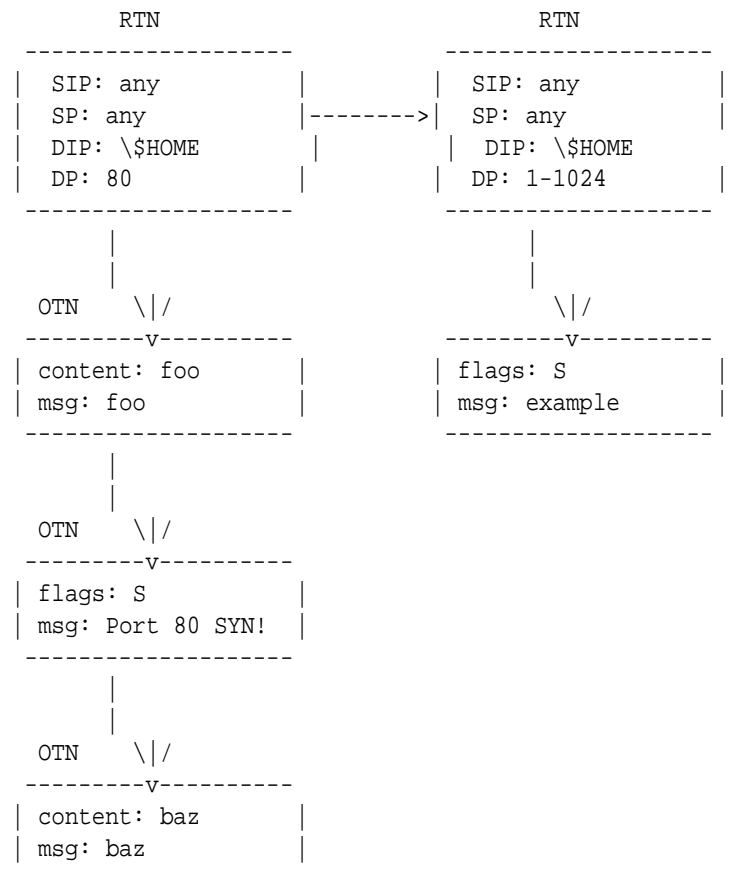 RTN                      RTN
 --------------------     --------------------
|  SIP: any          |   |  SIP: any          |
|  SP: any           |-------->|  SP: any           |
|  DIP: \$HOME       |   |  DIP: \$HOME
|  DP: 80            |   |  DP: 1-1024        |
 --------------------     --------------------
       |                        |
       |                        |
 OTN  \|/                      \|/
 ---------v----------     ---------v----------
| content: foo       |   | flags: S           |
| msg: foo           |   | msg: example       |
 --------------------     --------------------
       |
       |
 OTN  \|/
 ---------v----------
| flags: S           |
| msg: Port 80 SYN!  |
 --------------------
       |
       |
 OTN  \|/
 ---------v----------
| content: baz       |
| msg: baz           |